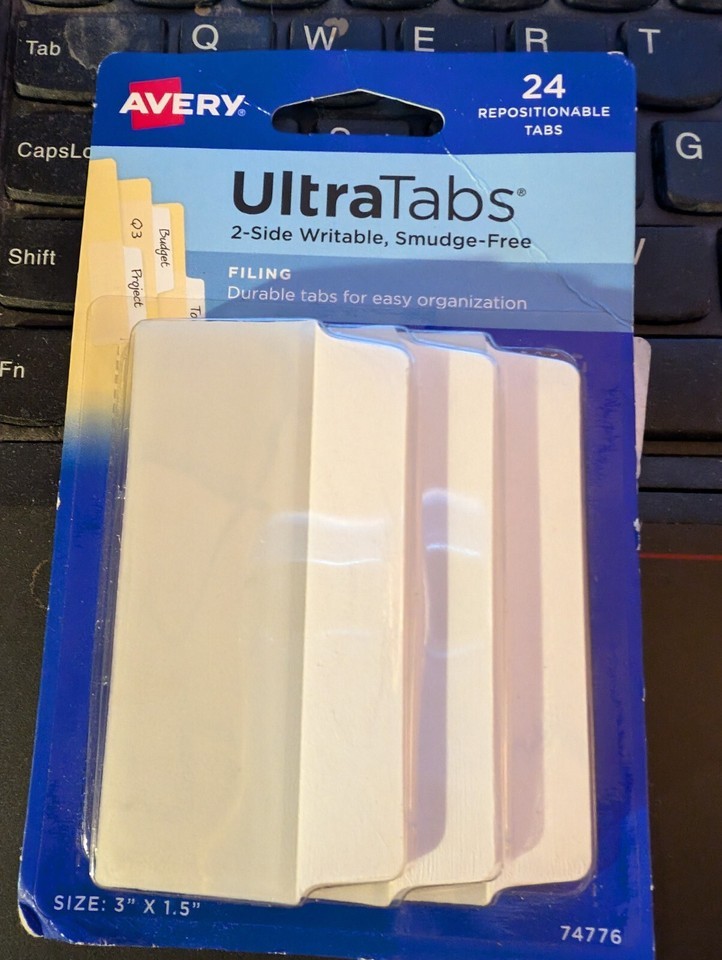 Tab
Q
W
E
R
T
CapsLo
G
Shift
Fn
AVERY®
24
REPOSITIONABLE
TABS
UltraTabs®
2-Side Writable, Smudge-Free
FILING
Durable tabs for easy organization
Q3
Budget
Project
To
SIZE: 3" X 1.5"
74776